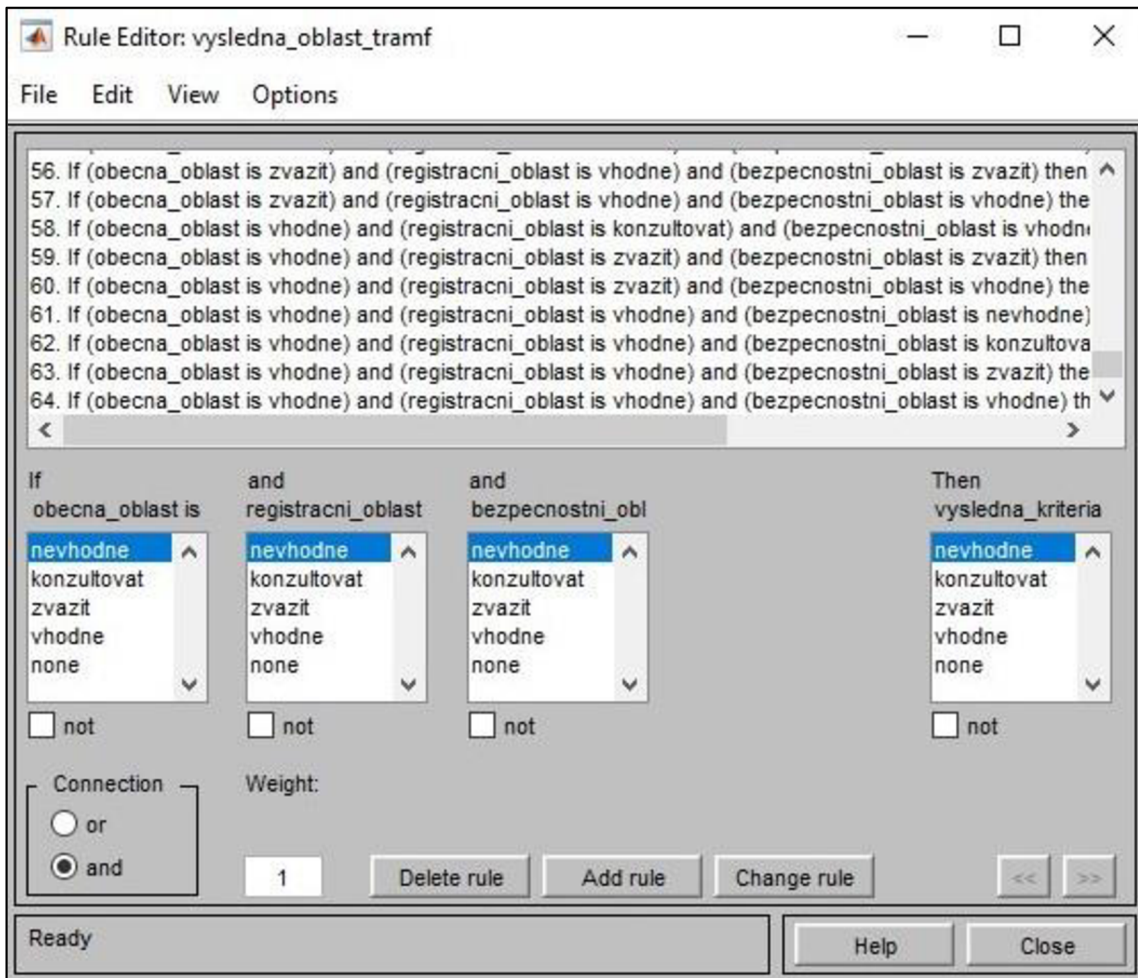 Rule Editor: vysledna_oblast_tramf
File Edit View Options
56. If (obecna_oblast is zvazit) and (registracni_oblast is vhodne) and (bezpecnostni_oblast is zvazit) then
57. If (obecna_oblast is zvazit) and (registracni_oblast is vhodne) and (bezpecnostni_oblast is vhodne) the
58. If (obecna_oblast is vhodne) and (registracni_oblast is konzultovat) and (bezpecnostni_oblast is vhodn
59. If (obecna_oblast is vhodne) and (registracni_oblast is zvazit) and (bezpecnostni_oblast is zvazit) then
60. If (obecna_oblast is vhodne) and (registracni_oblast is zvazit) and (bezpecnostni_oblast is vhodne) the
61. If (obecna_oblast is vhodne) and (registracni_oblast is vhodne) and (bezpecnostni_oblast is nevhodne)
62. If (obecna_oblast is vhodne) and (registracni_oblast is vhodne) and (bezpecnostni_oblast is konzultova
63. If (obecna_oblast is vhodne) and (registracni_oblast is vhodne) and (bezpecnostni_oblast is zvazit) the
64. If (obecna_oblast is vhodne) and (registracni_oblast is vhodne) and (bezpecnostni_oblast is vhodne) th
If and and Then
obecna_oblast is registracni_oblast bezpecnostni_obl vysledna_kriteria
nevhodne nevhodne nevhodne nevhodne
konzultovat konzultovat konzultovat konzultovat
zvazit zvazit zvazit zvazit
vhodne vhodne vhodne vhodne
none none none none
not not not not
Connection Weight:
or
and 1 Delete rule Add rule Change rule << >>
Ready Help Close